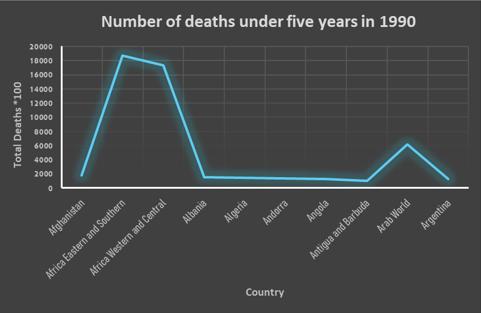 Number of deaths under five years in 1990
20000
18000
16000
14000
12000
10000
8000
6000
4000
2000
0
Total Deaths *100
Afghanistan
Africa Eastern and Southern
Africa Western and Central
Albania
Algeria
Andorra
Angola
Antigua and Barbuda
Arab World
Argentina
Country